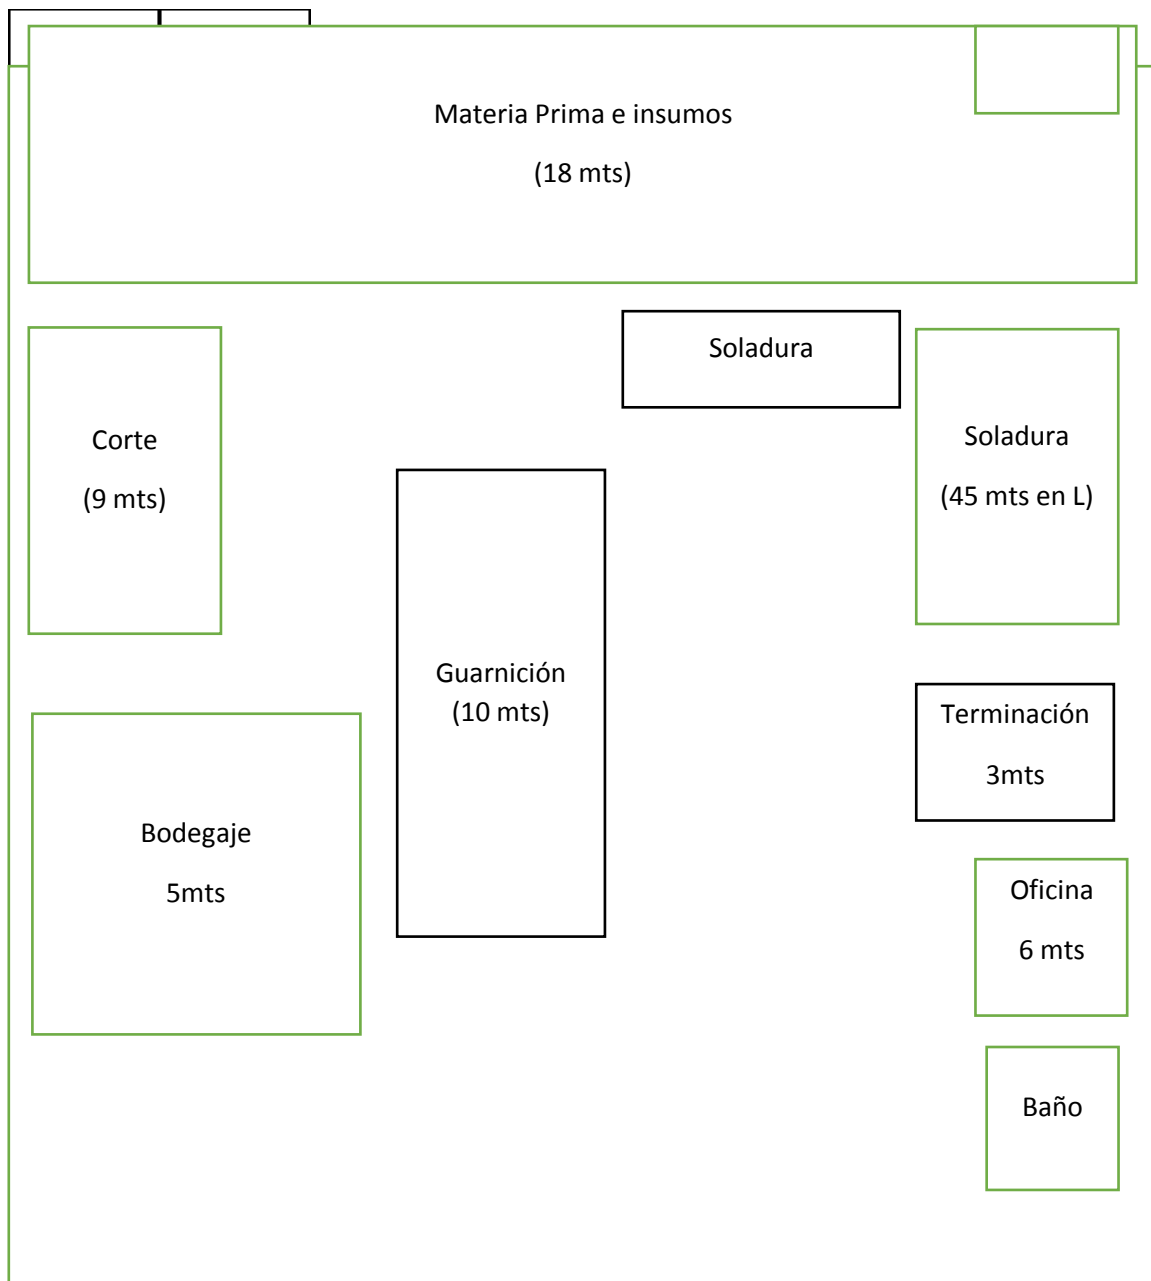 Materia Prima e insumos
(18 mts)
Soladura
Corte
(9 mts)
Soladura
(45 mts en L)
Guarnición
(10 mts)
Terminación
3mts
Bodegaje
5mts
Oficina
6 mts
Baño